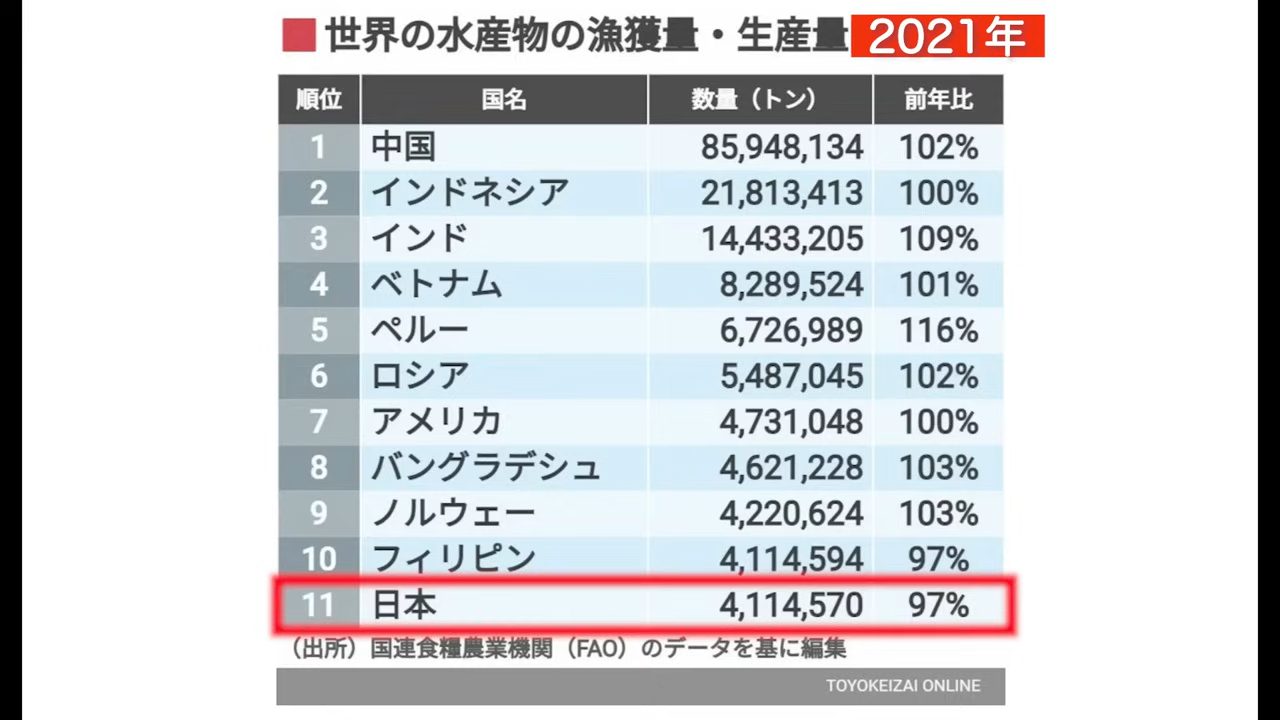 ■世界の水産物の漁獲量・生産量 2021年
順位 国名 数量（トン） 前年比
1 中国 85,948,134 102%
2 インドネシア 21,813,413 100%
3 インド 14,433,205 109%
4 ベトナム 8,289,524 101%
5 ペルー 6,726,989 116%
6 ロシア 5,487,045 102%
7 アメリカ 4,731,048 100%
8 バングラデシュ 4,621,228 103%
9 ノルウェー 4,220,624 103%
10 フィリピン 4,114,594 97%
11 日本 4,114,570 97%
（出所）国連食糧農業機関（FAO）のデータを基に編集
TOYOKEIZAI ONLINE